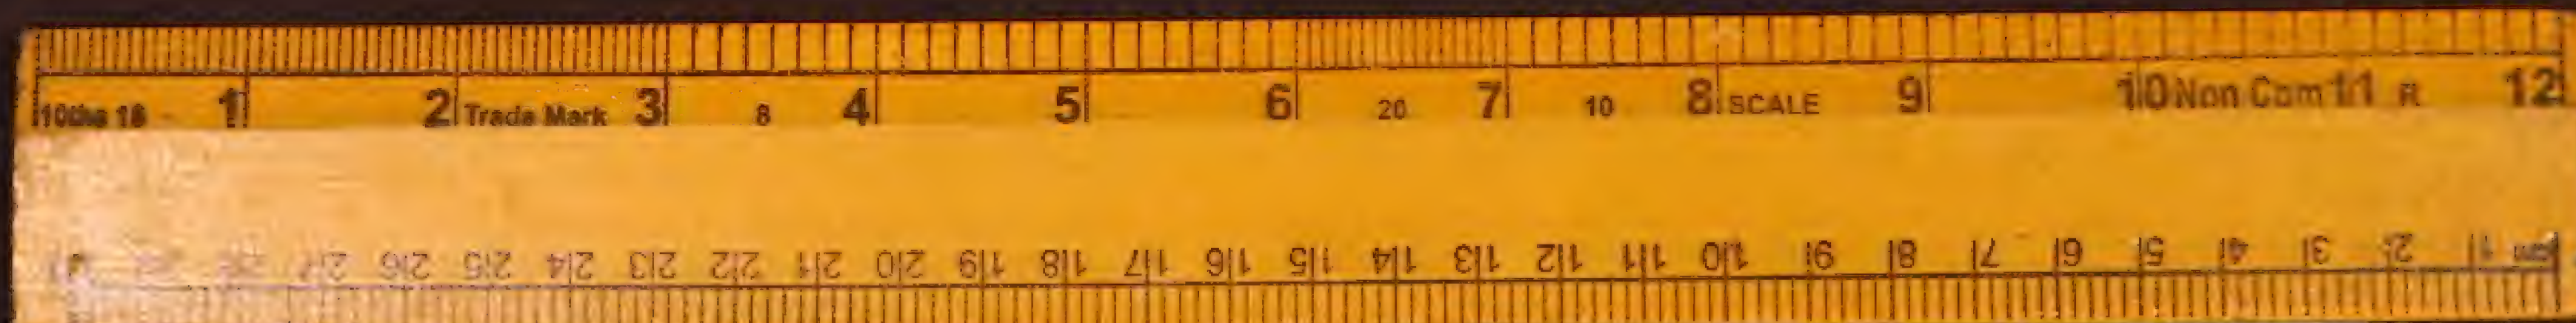 10ths 16 1 2 Trade Mark 3 8 4 5 6 20 7 10 8 SCALE 9 10 Non Com 11 R 12
27 26 25 24 23 22 21 20 19 18 17 16 15 14 13 12 11 10 9 8 7 6 5 4 3 2 1 cm